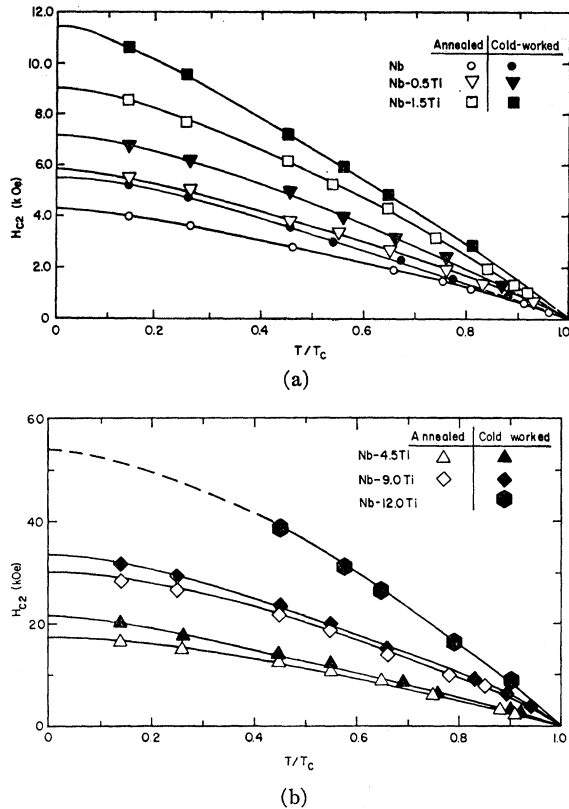 12.0
10.0
8.0
6.0
4.0
2.0
0
H_C2 (kOe)
Annealed Cold-worked
Nb
Nb-0.5Ti
Nb-1.5Ti
0 0.2 0.4 0.6 0.8 1.0
T/T_C
(a)
60
40
20
0
H_C2 (kOe)
Annealed Cold worked
Nb-4.5Ti
Nb-9.0Ti
Nb-12.0Ti
0 0.2 0.4 0.6 0.8 1.0
T/T_C
(b)